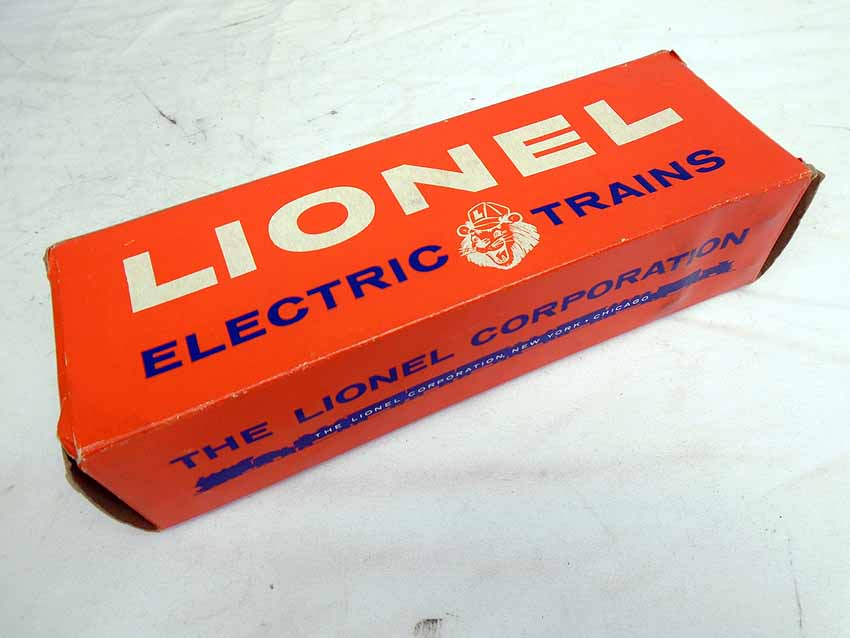 LIONEL
ELECTRIC TRAINS
L
THE LIONEL CORPORATION
THE LIONEL CORPORATION, NEW YORK • CHICAGO